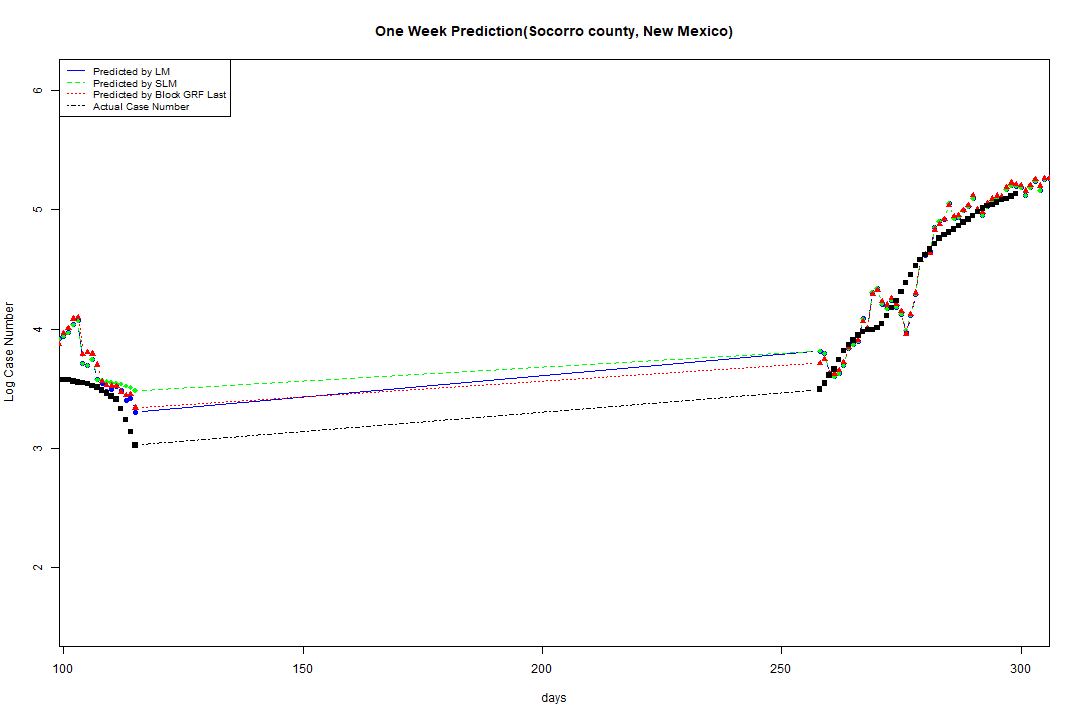 One Week Prediction(Socorro county, New Mexico)
Predicted by LM
Predicted by SLM
Predicted by Block GRF Last
Actual Case Number
6
5
4
3
2
Log Case Number
100 150 200 250 300
days